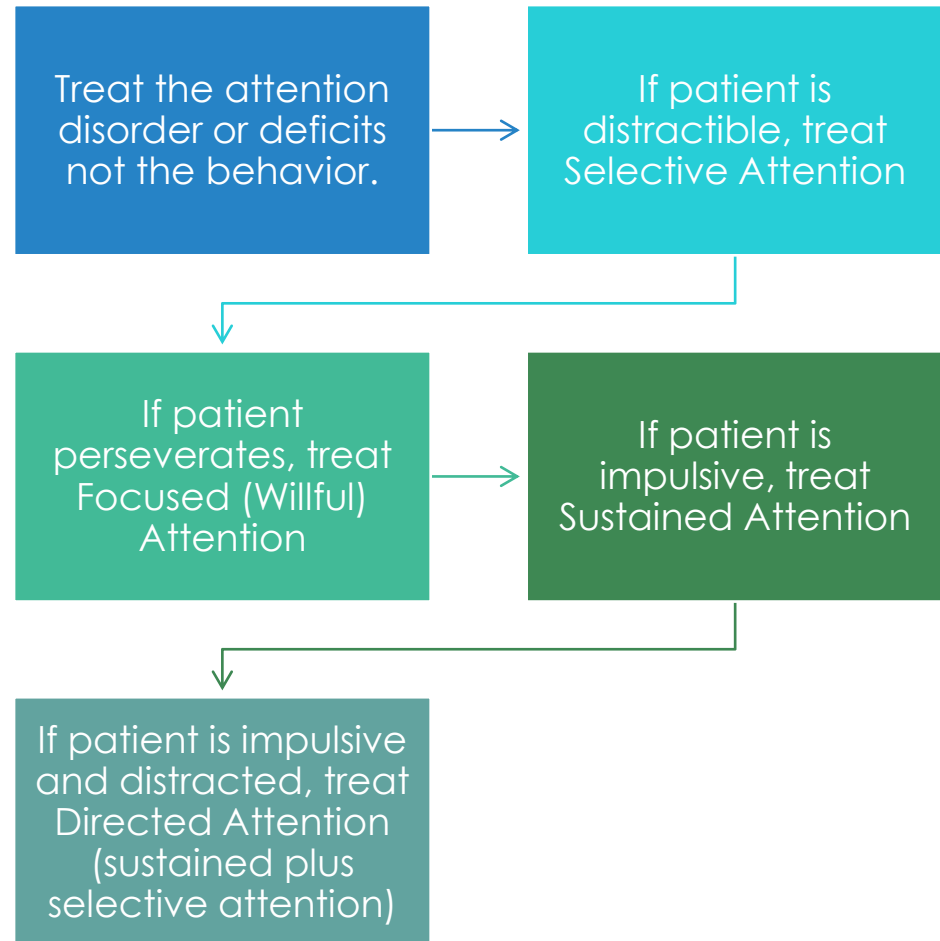 Treat the attention
disorder or deficits
not the behavior.
If patient is
distractible, treat
Selective Attention
If patient
perseverates, treat
Focused (Willful)
Attention
If patient is
impulsive, treat
Sustained Attention
If patient is impulsive
and distracted, treat
Directed Attention
(sustained plus
selective attention)